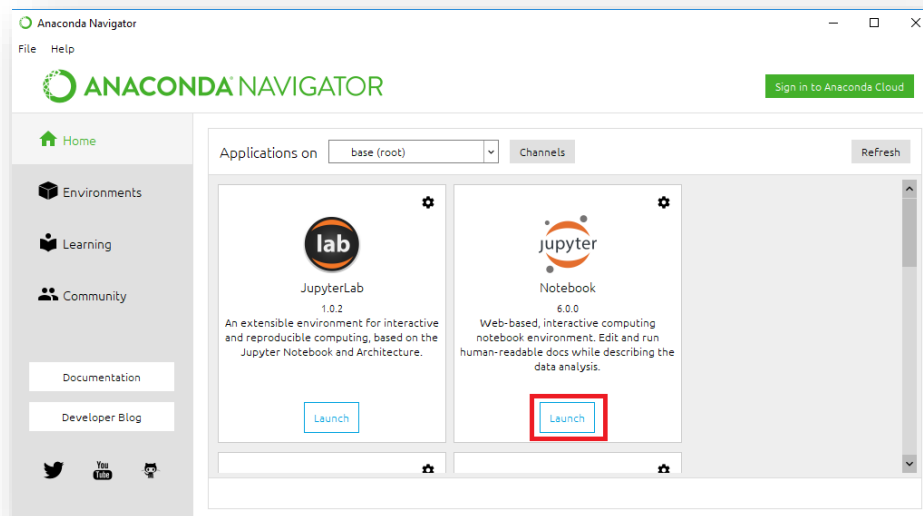 Anaconda Navigator
File Help
ANACONDA NAVIGATOR
Sign in to Anaconda Cloud
Home
Environments
Learning
Community
Documentation
Developer Blog
You
Tube
Applications on base (root) Channels Refresh
lab
JupyterLab
1.0.2
An extensible environment for interactive
and reproducible computing, based on the
Jupyter Notebook and Architecture.
Launch
jupyter
Notebook
6.0.0
Web-based, interactive computing
notebook environment. Edit and run
human-readable docs while describing the
data analysis.
Launch